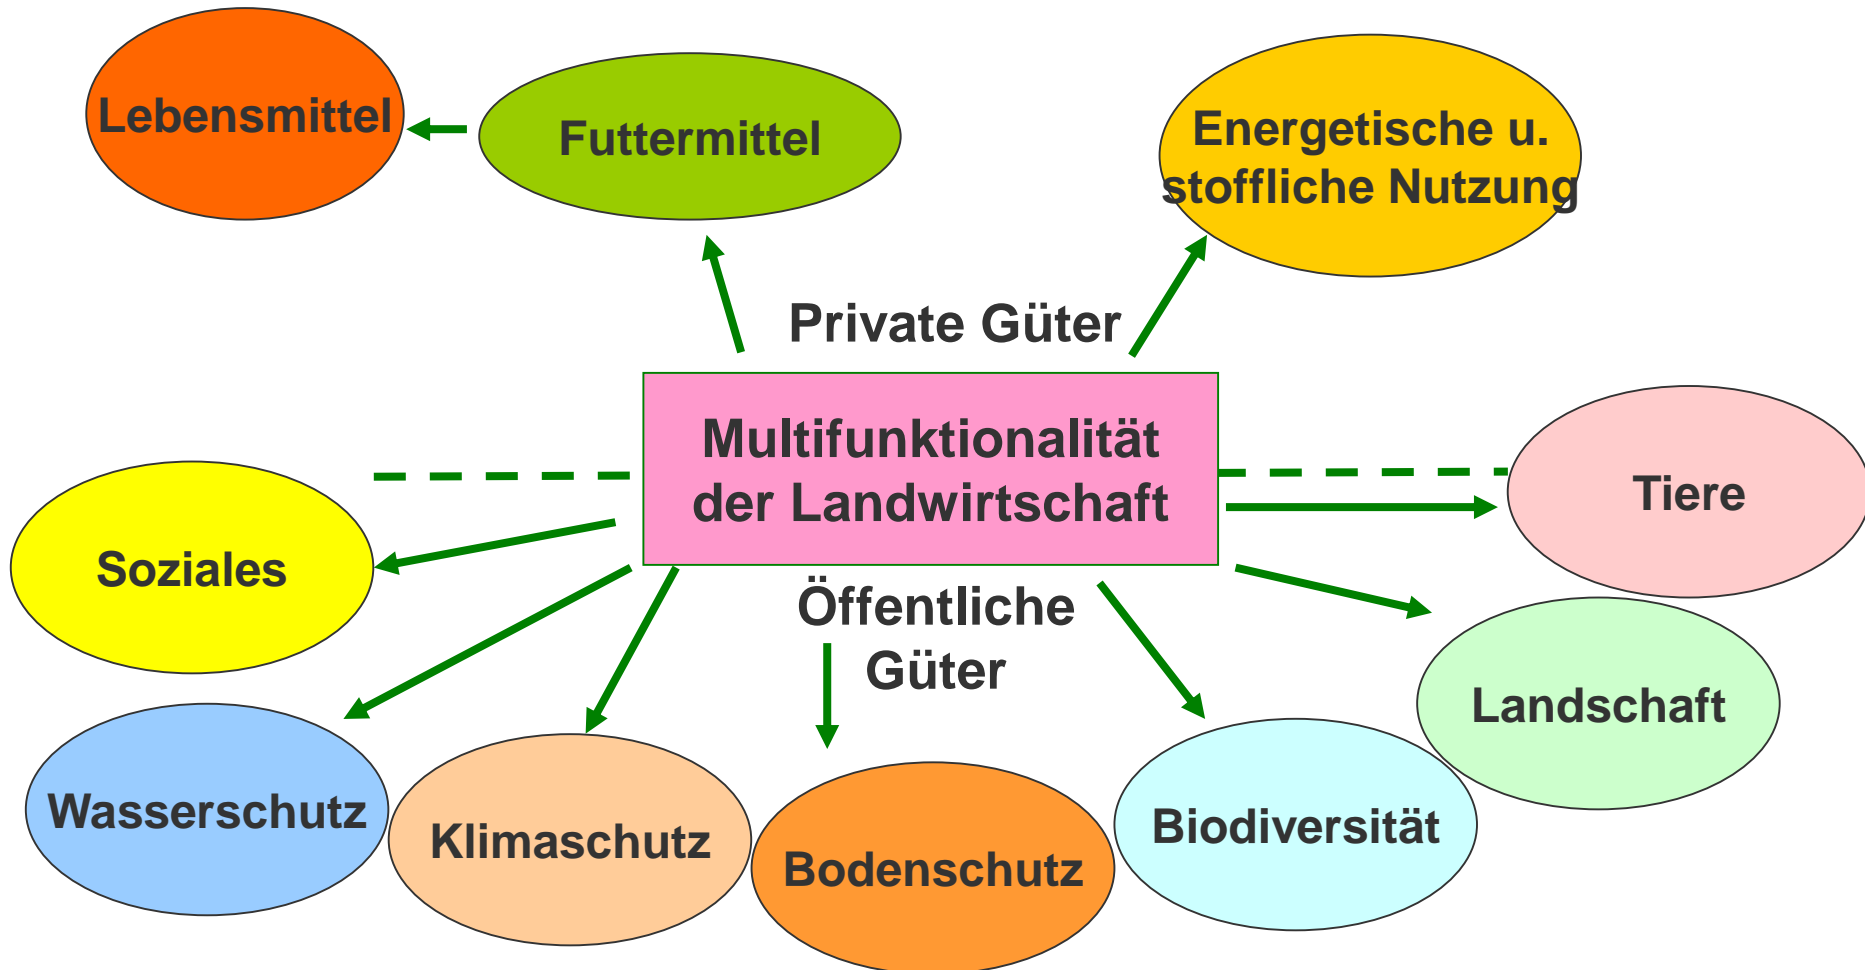 Lebensmittel
Futtermittel
Energetische u.
stoffliche Nutzung
Private Güter
Multifunktionalität
der Landwirtschaft
Tiere
Soziales
Öffentliche
Güter
Landschaft
Wasserschutz
Klimaschutz
Bodenschutz
Biodiversität